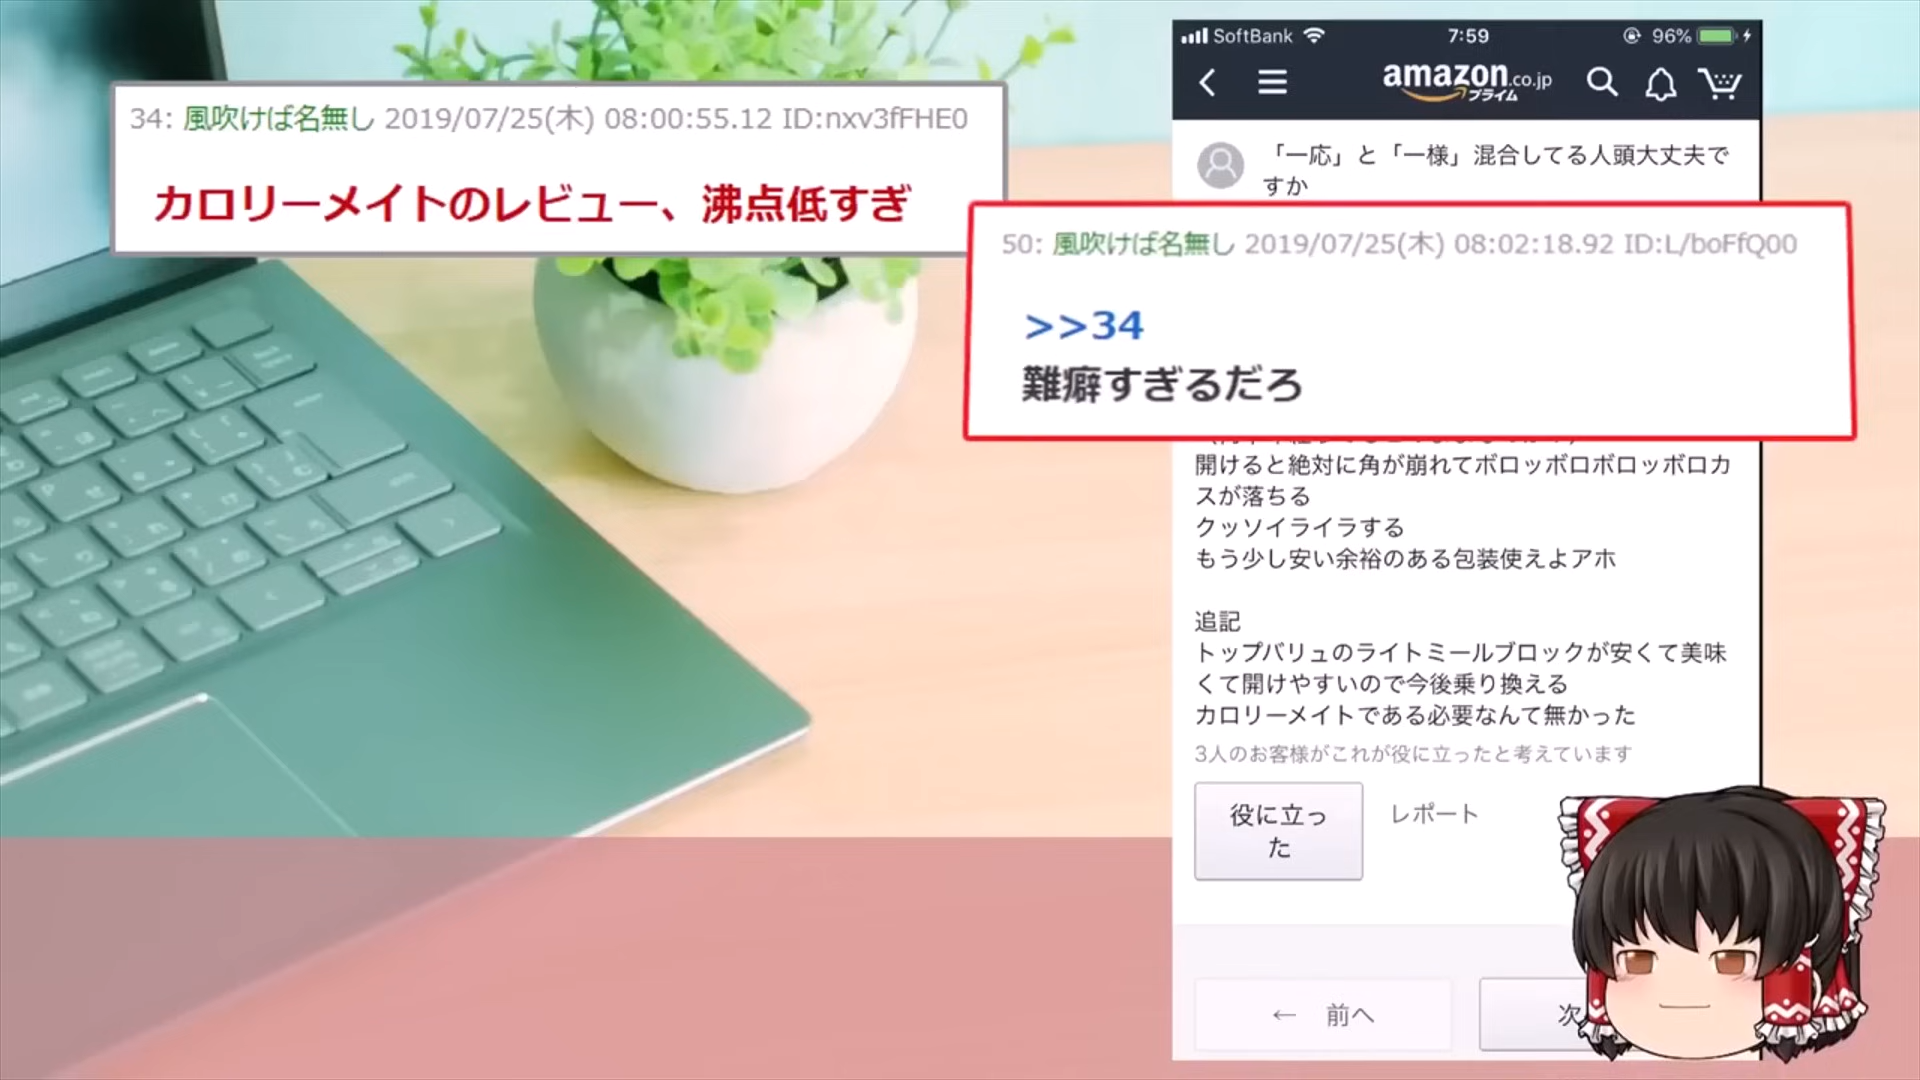 34: 風吹けば名無し 2019/07/25(木) 08:00:55.12 ID:nxv3fFHE0
カロリーメイトのレビュー、沸点低すぎ
SoftBank 7:59 96%
amazon.co.jp
プライム
「一応」と「一様」混合してる人頭大丈夫で
すか
50: 風吹けば名無し 2019/07/25(木) 08:02:18.92 ID:L/boFfQ00
>>34
難癖すぎるだろ
開けると絶対に角が崩れてボロッボロボロッボロカ
スが落ちる
クッソイライラする
もう少し安い余裕のある包装使えよアホ
追記
トップバリュのライトミールブロックが安くて美味
くて開けやすいので今後乗り換える
カロリーメイトである必要なんて無かった
3人のお客様がこれが役に立ったと考えています
役に立っ
た
レポート
← 前へ
次